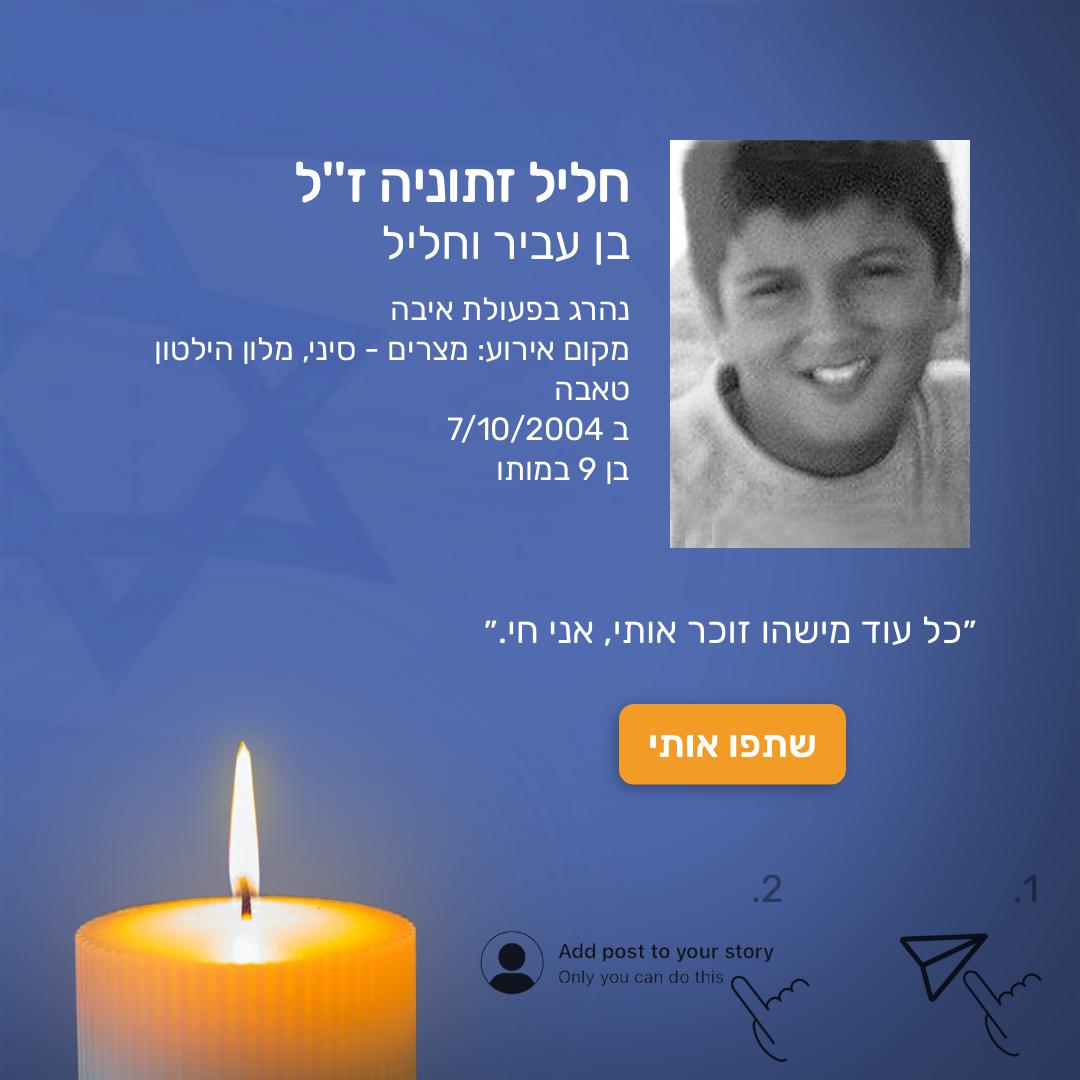 חליל זתוניה ז"ל
בן עביר וחליל
נהרג בפעולת איבה
מקום אירוע: מצרים - סיני, מלון הילטון
טאבה
ב 7/10/2004
בן 9 במותו
״כל עוד מישהו זוכר אותי, אני חי.״
שתפו אותי
1.
2.
Add post to your story
Only you can do this